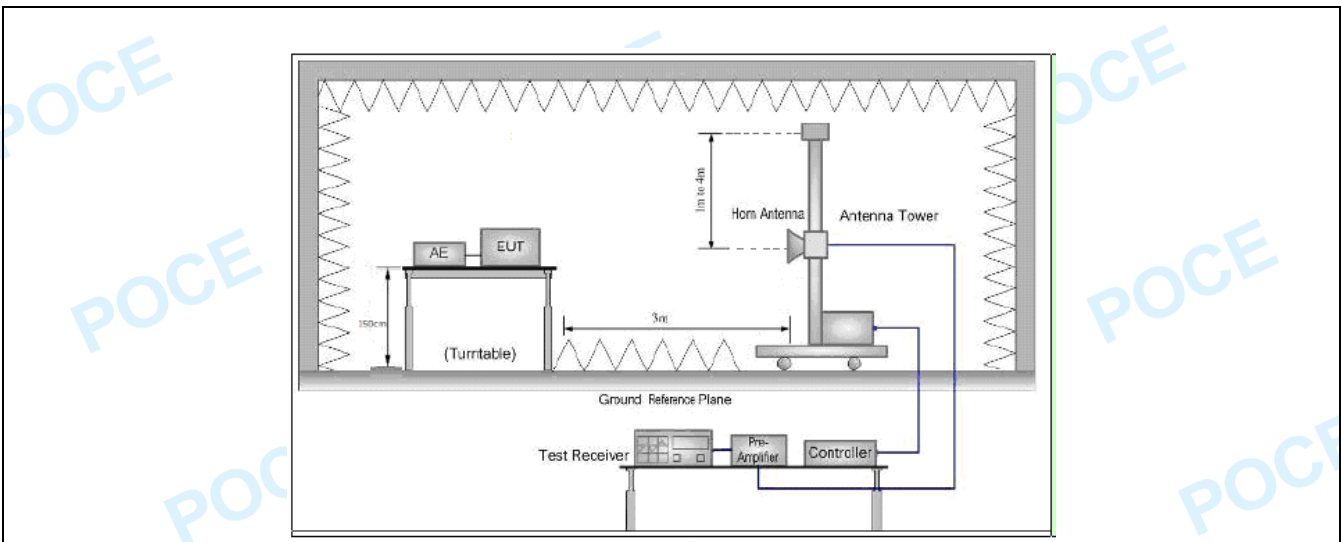 POCE
POCE
1m to 4m
Horn Antenna
Antenna Tower
AE
EUT
150cm
3m
(Turntable)
POCE
POCE
Ground Reference Plane
Test Receiver
Pre-
Amplifier
Controller
POC
POCE